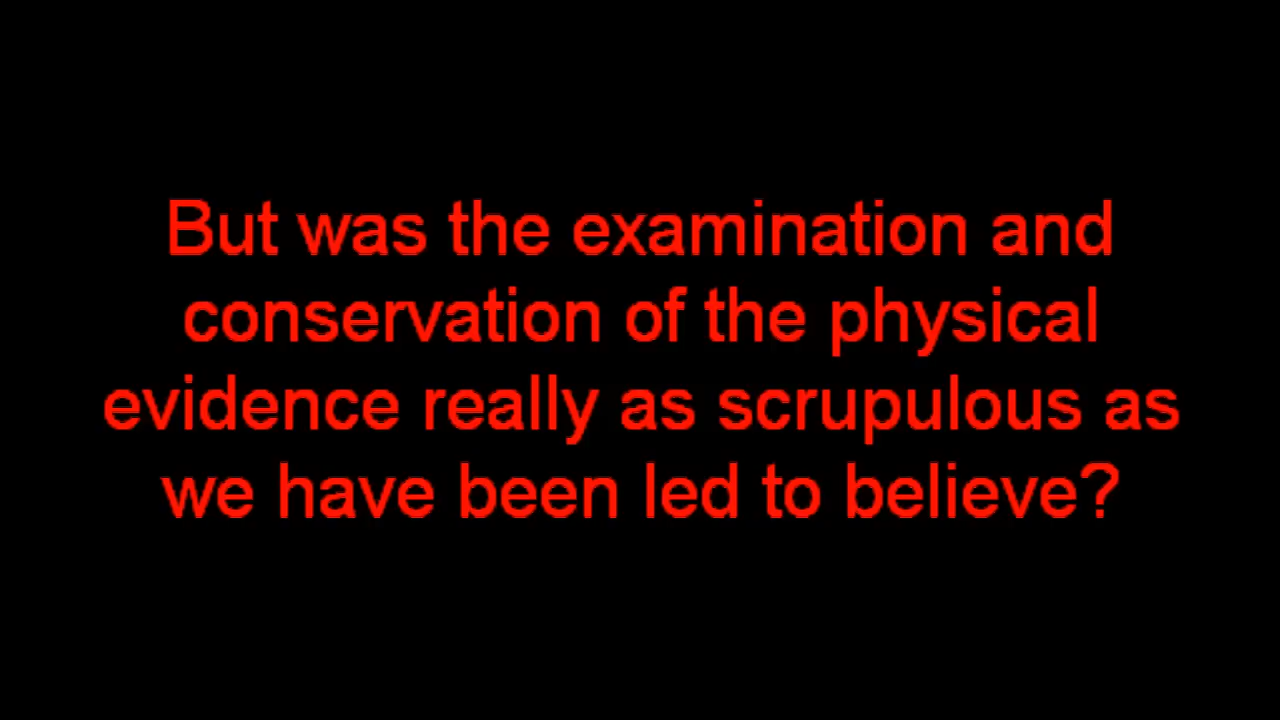 But was the examination and
conservation of the physical
evidence really as scrupulous as
we have been led to believe?